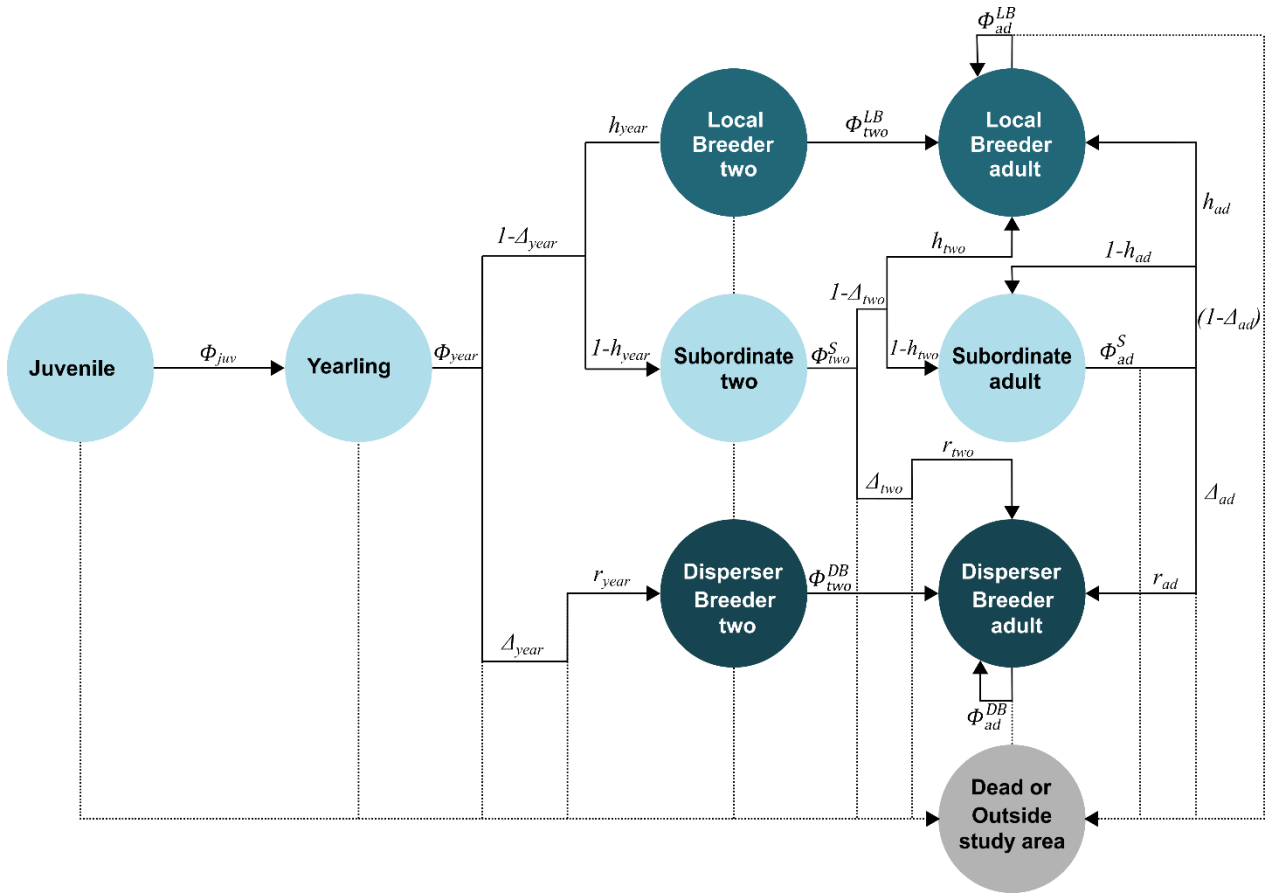 Φ_ad^LB
Local
Breeder
two
Local
Breeder
adult
h_year
Φ_two^LB
h_ad
1-Δ_year
h_two
1-h_ad
1-Δ_two
(1-Δ_ad)
Juvenile
Φ_juv
Yearling
Φ_year
1-h_year
Subordinate
two
Φ_two^S
1-h_two
Subordinate
adult
Φ_ad^S
r_two
Δ_two
Δ_ad
Disperser
Breeder
two
Disperser
Breeder
adult
r_year
Φ_two^DB
r_ad
Δ_year
Φ_ad^DB
Dead or
Outside
study area